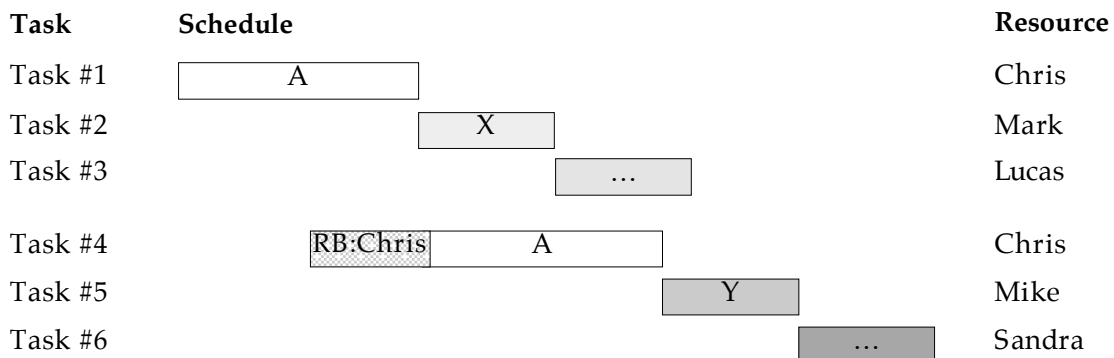 Task Schedule Resource
Task #1 A Chris
Task #2 X Mark
Task #3 … Lucas
Task #4 RB:Chris A Chris
Task #5 Y Mike
Task #6 … Sandra